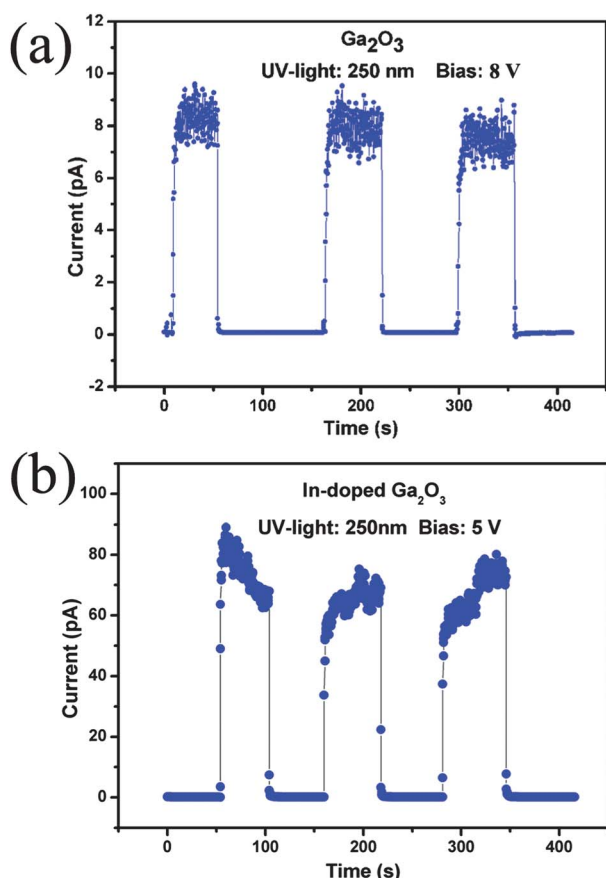 (a)
Ga₂O₃
UV-light: 250 nm Bias: 8 V
12
10
8
6
4
2
0
-2
Current (pA)
0 100 200 300 400
Time (s)
(b)
In-doped Ga₂O₃
UV-light: 250nm Bias: 5 V
100
80
60
40
20
0
Current (pA)
0 100 200 300 400
Time (s)